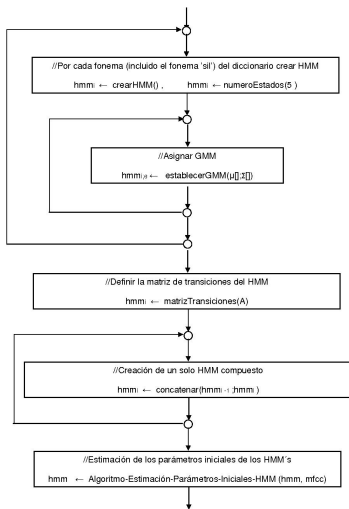 //Por cada fonema (incluido el fonema 'sil') del diccionario crear HMM
hmmᵢ ← crearHMM() , hmmᵢ ← numeroEstados(5 )
//Asignar GMM
establecerGMM(μ[];Σ[])
//Definir la matriz de transiciones del HMM
hmmᵢ ← matrizTransiciones(A)
//Creación de un solo HMM compuesto
hmmᵢ ← concatenar(hmmᵢ₋₁ ;hmmᵢ )
//Estimación de los parámetros iniciales de los HMM´s
hmm ← Algoritmo-Estimación-Parámetros-Iniciales-HMM (hmm, mfcc)